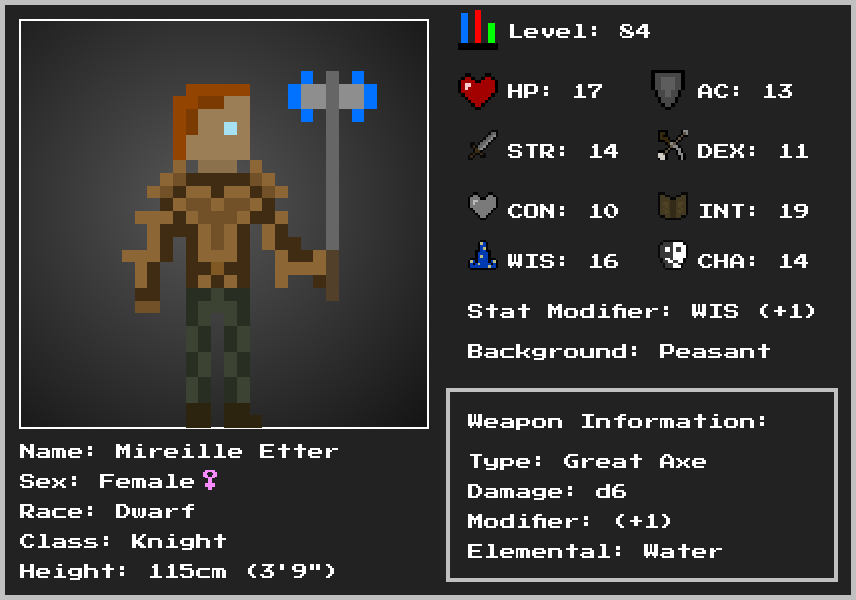 Level: 84
HP: 17 AC: 13
STR: 14 DEX: 11
CON: 10 INT: 19
WIS: 16 CHA: 14
Stat Modifier: WIS (+1)
Background: Peasant
Weapon Information:
Type: Great Axe
Damage: d6
Modifier: (+1)
Elemental: Water
Name: Mireille Etter
Sex: Female♀
Race: Dwarf
Class: Knight
Height: 115cm (3'9")